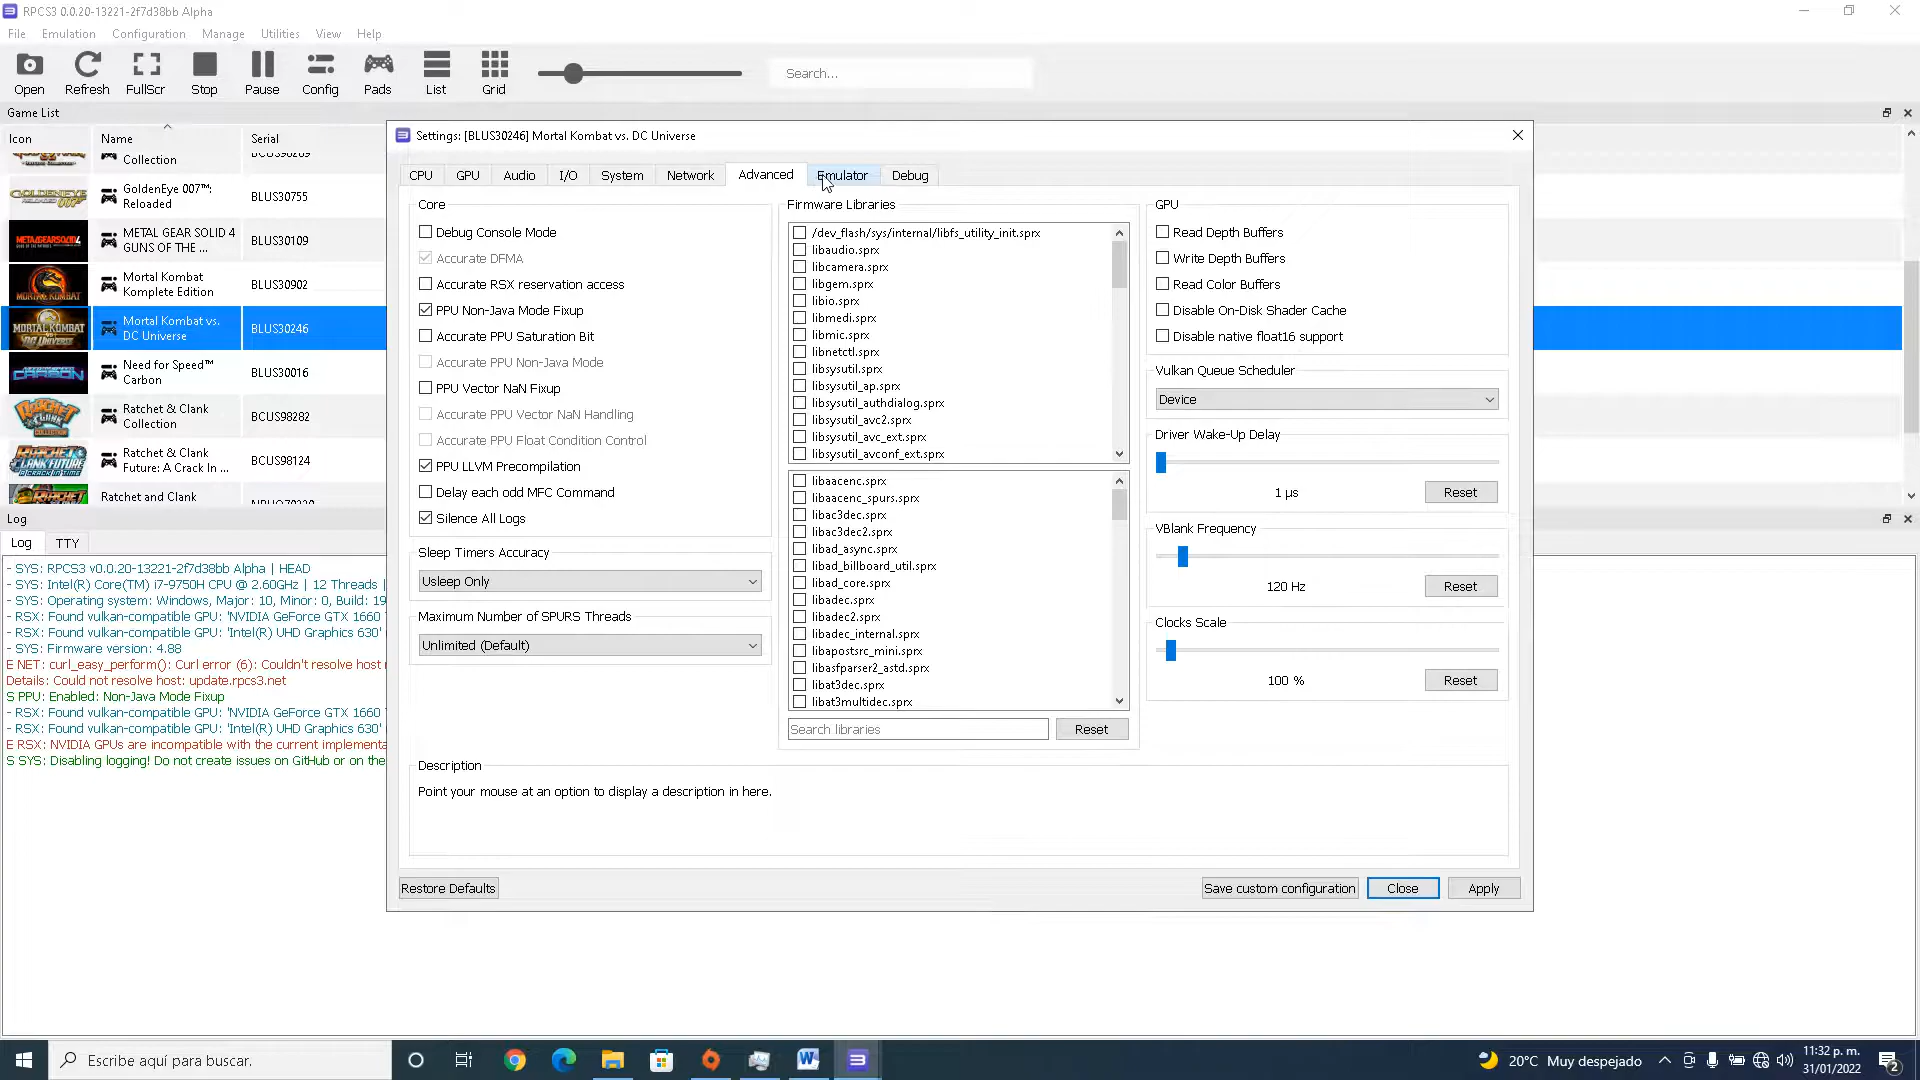 RPCS3 0.0.20-13221-2f7d38bb Alpha
File Emulation Configuration Manage Utilities View Help
Open Refresh FullScr Stop Pause Config Pads List Grid Search...
Game List
Icon Name Serial
Collection
GoldenEye 007™:
Reloaded
BLUS30755
METAL GEAR SOLID 4
GUNS OF THE ...
BLUS30109
Mortal Kombat
Komplete Edition
BLUS30902
Mortal Kombat vs.
DC Universe
BLUS30246
Need for Speed™
Carbon
BLUS30016
Ratchet & Clank
Collection
BCUS98282
Ratchet & Clank
Future: A Crack In ...
BCUS98124
Ratchet and Clank
Log
Log TTY
- SYS: RPCS3 v0.0.20-13221-2f7d38bb Alpha | HEAD
- SYS: Intel(R) Core(TM) i7-9750H CPU @ 2.60GHz | 12 Threads |
- SYS: Operating system: Windows, Major: 10, Minor: 0, Build: 19
- RSX: Found vulkan-compatible GPU: 'NVIDIA GeForce GTX 1660
- RSX: Found vulkan-compatible GPU: 'Intel(R) UHD Graphics 630'
- SYS: Firmware version: 4.88
E NET: curl_easy_perform(): Curl error (6): Couldn't resolve host
Details: Could not resolve host: update.rpcs3.net
S PPU: Enabled: Non-Java Mode Fixup
- RSX: Found vulkan-compatible GPU: 'NVIDIA GeForce GTX 1660
- RSX: Found vulkan-compatible GPU: 'Intel(R) UHD Graphics 630'
E RSX: NVIDIA GPUs are incompatible with the current implementa
S SYS: Disabling logging! Do not create issues on GitHub or on the
Settings: [BLUS30246] Mortal Kombat vs. DC Universe
CPU GPU Audio I/O System Network Advanced Emulator Debug
Core
Debug Console Mode
Accurate DFMA
Accurate RSX reservation access
PPU Non-Java Mode Fixup
Accurate PPU Saturation Bit
Accurate PPU Non-Java Mode
PPU Vector NaN Fixup
Accurate PPU Vector NaN Handling
Accurate PPU Float Condition Control
PPU LLVM Precompilation
Delay each odd MFC Command
Silence All Logs
Sleep Timers Accuracy
Usleep Only
Maximum Number of SPURS Threads
Unlimited (Default)
Firmware Libraries
/dev_flash/sys/internal/libfs_utility_init.sprx
libaudio.sprx
libcamera.sprx
libgem.sprx
libio.sprx
libmedi.sprx
libmic.sprx
libnetctl.sprx
libsysutil.sprx
libsysutil_ap.sprx
libsysutil_authdialog.sprx
libsysutil_avc2.sprx
libsysutil_avc_ext.sprx
libsysutil_avconf_ext.sprx
libaacenc.sprx
libaacenc_spurs.sprx
libac3dec.sprx
libac3dec2.sprx
libad_async.sprx
libad_billboard_util.sprx
libad_core.sprx
libadec.sprx
libadec2.sprx
libadec_internal.sprx
libapostsrc_mini.sprx
libasfparser2_astd.sprx
libat3dec.sprx
libat3multidec.sprx
Search libraries Reset
GPU
Read Depth Buffers
Write Depth Buffers
Read Color Buffers
Disable On-Disk Shader Cache
Disable native float16 support
Vulkan Queue Scheduler
Device
Driver Wake-Up Delay
1 µs Reset
VBlank Frequency
120 Hz Reset
Clocks Scale
100 % Reset
Description
Point your mouse at an option to display a description in here.
Restore Defaults Save custom configuration Close Apply
Escribe aquí para buscar.
20°C Muy despejado
11:32 p. m.
31/01/2022
2